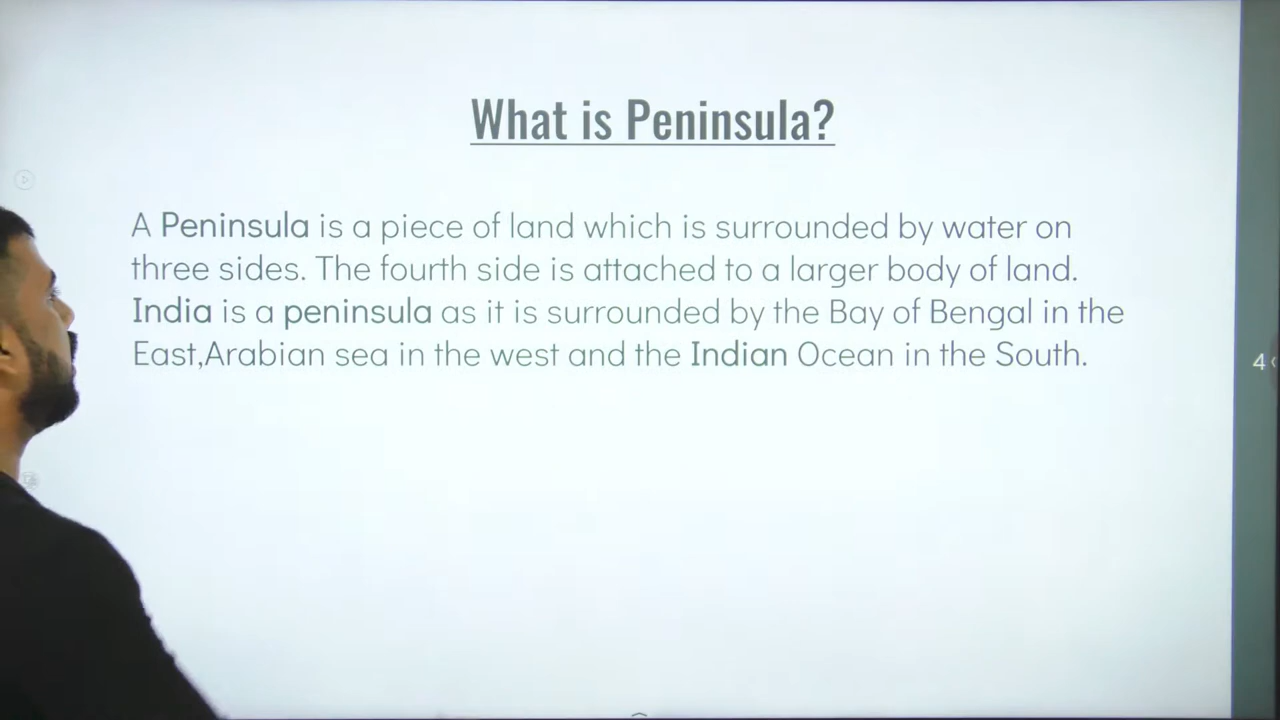 What is Peninsula?
A Peninsula is a piece of land which is surrounded by water on
three sides. The fourth side is attached to a larger body of land.
India is a peninsula as it is surrounded by the Bay of Bengal in the
East,Arabian sea in the west and the Indian Ocean in the South.
4